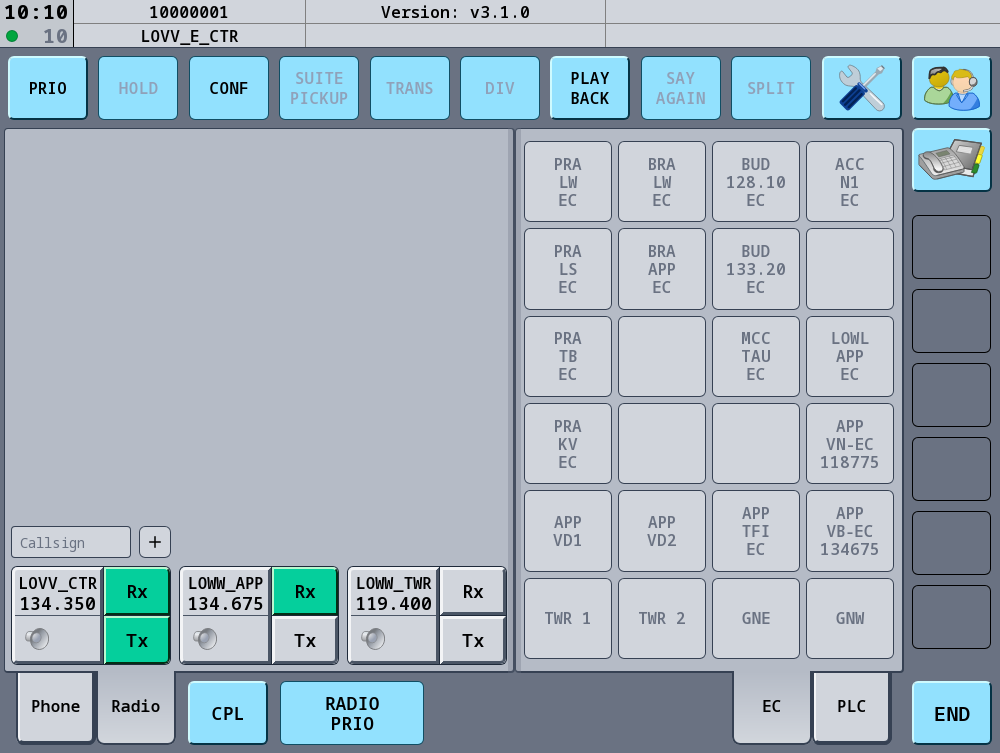 10:10
10000001
Version: v3.1.0
10
LOVV_E_CTR
PRIO
HOLD
CONF
SUITE
PICKUP
TRANS
DIV
PLAY
BACK
SAY
AGAIN
SPLIT
PRA
LW
EC
BRA
LW
EC
BUD
128.10
EC
ACC
N1
EC
PRA
LS
EC
BRA
APP
EC
BUD
133.20
EC
PRA
TB
EC
MCC
TAU
EC
LOWL
APP
EC
PRA
KV
EC
APP
VN-EC
118775
APP
VD1
APP
VD2
APP
TFI
EC
APP
VB-EC
134675
TWR 1
TWR 2
GNE
GNW
Callsign
+
LOVV_CTR
134.350
Rx
Tx
LOWW_APP
134.675
Rx
Tx
LOWW_TWR
119.400
Rx
Tx
Phone
Radio
CPL
RADIO
PRIO
EC
PLC
END